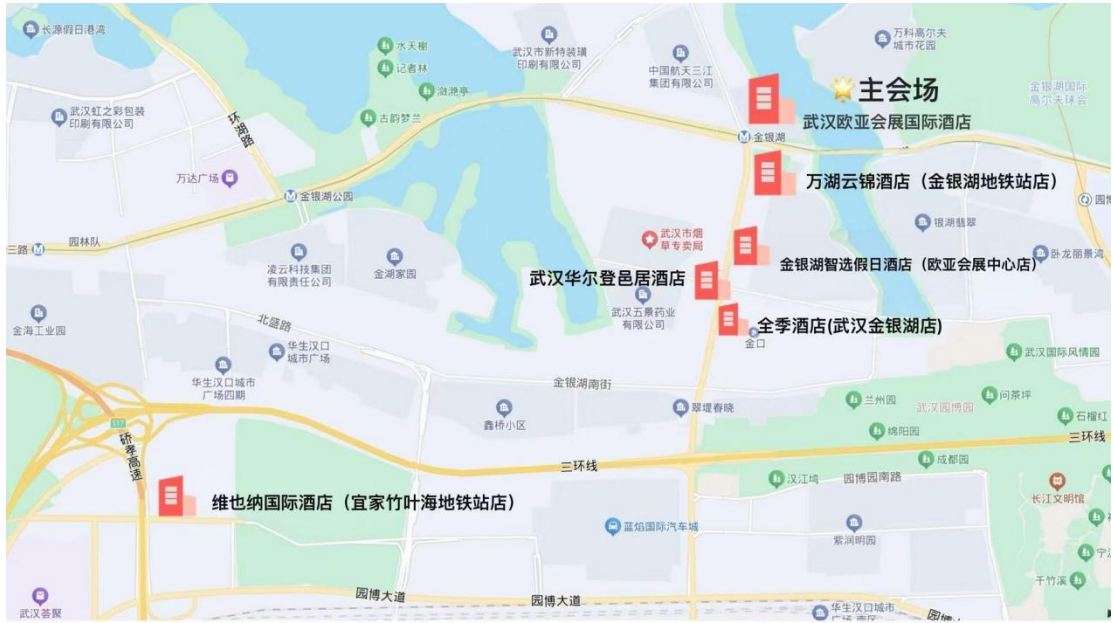 长源假日港湾
水天榭
记者林
潋滟亭
古韵梦兰
武汉市新特装璜
印刷有限公司
中国航天三江
集团有限公司
万科高尔夫
城市花园
主会场
武汉欧亚会展国际酒店
金银湖国际
高尔夫球会
武汉虹之彩包装
印刷有限公司
环湖路
金银湖
万达广场
金银湖公园
万湖云锦酒店（金银湖地铁站店）
园博
三路
园林队
凌云科技集团
有限责任公司
金湖家园
武汉市烟
草专卖局
银湖翡翠
卧龙丽景湾
金银湖智选假日酒店（欧亚会展中心店）
武汉华尔登邑居酒店
武汉五景药业
有限公司
全季酒店(武汉金银湖店)
金口
金海工业园
北盛路
华生汉口
城市广场
华生汉口城市
广场四期
金银湖南街
武汉国际风情园
兰州园
武汉园博园
问茶坪
石榴红
鑫桥小区
翠堤春晓
绵阳园
三环线
三环线
硚孝高速
成都园
汉江鸿
园博园南路
长江文明馆
维也纳国际酒店（宜家竹叶海地铁站店）
蓝焰国际汽车城
紫润明园
千竹溪
武汉荟聚
园博大道
园博大道
华生汉口城市